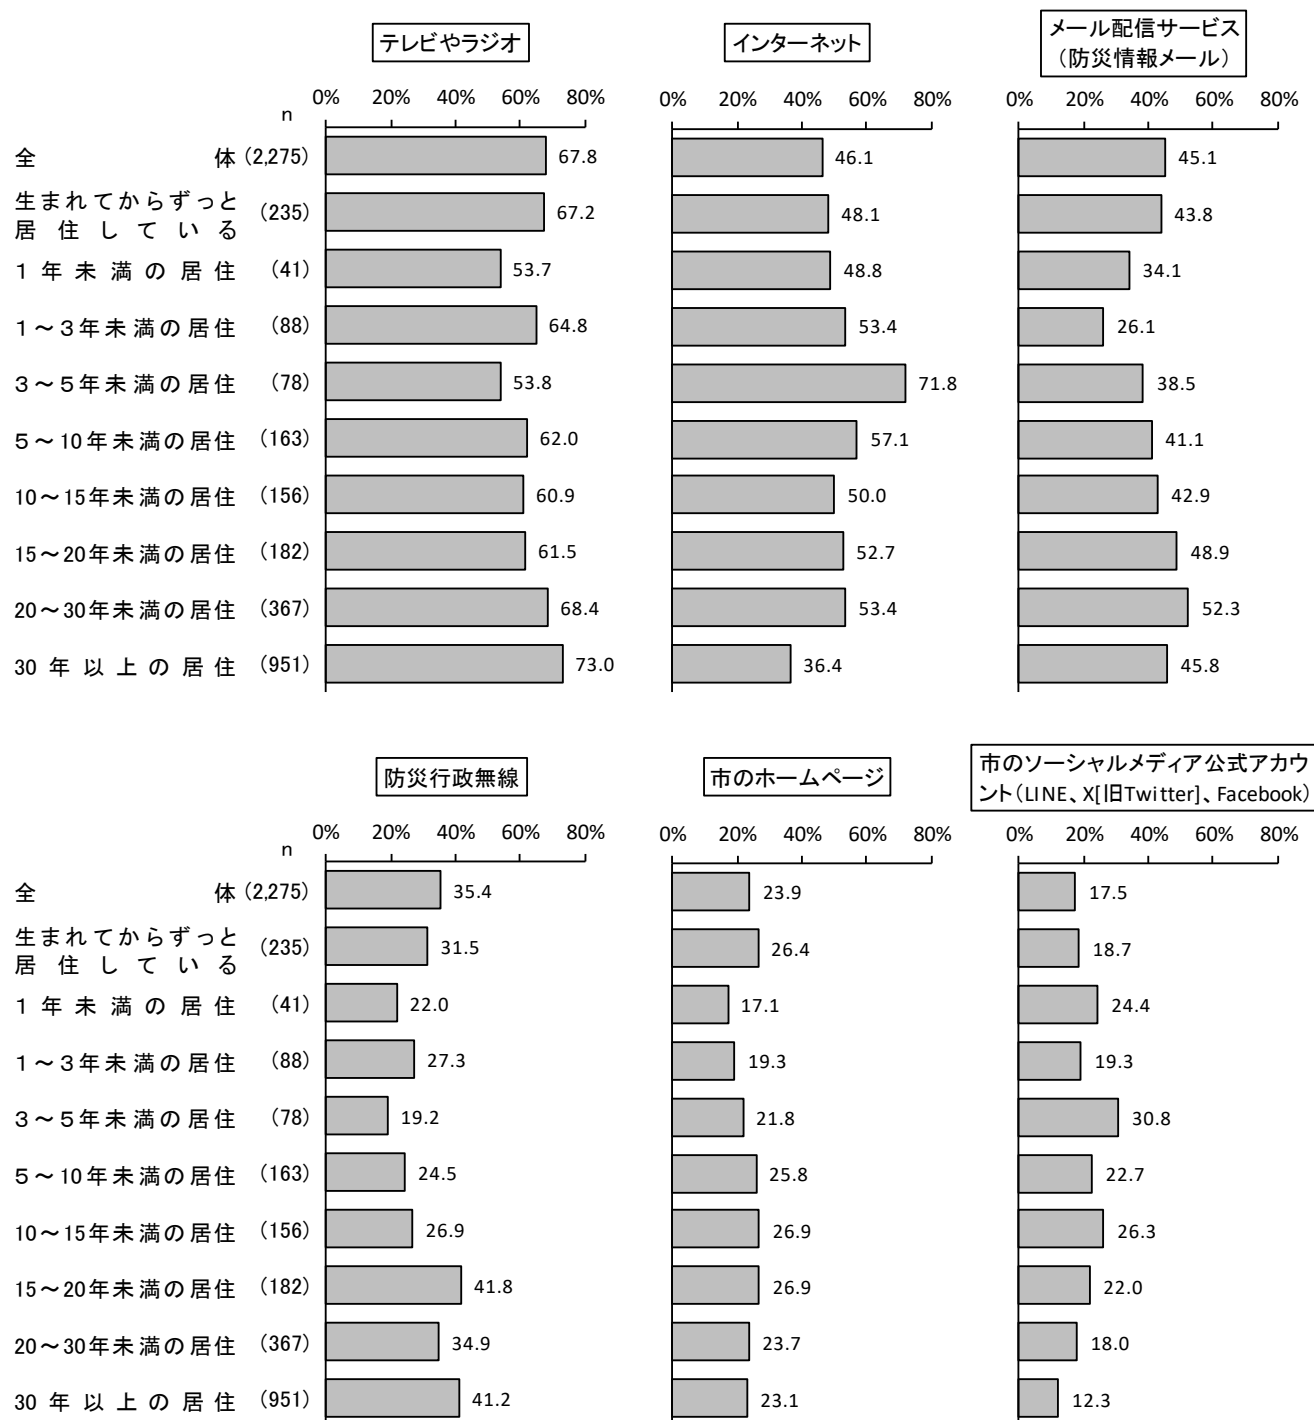 テレビやラジオ
インターネット
メール配信サービス
（防災情報メール）
n 0% 20% 40% 60% 80% 0% 20% 40% 60% 80% 0% 20% 40% 60% 80%
全体 (2,275) 67.8 46.1 45.1
生まれてからずっと
居住している (235) 67.2 48.1 43.8
１年未満の居住 (41) 53.7 48.8 34.1
１～３年未満の居住 (88) 64.8 53.4 26.1
３～５年未満の居住 (78) 53.8 71.8 38.5
５～10年未満の居住 (163) 62.0 57.1 41.1
10～15年未満の居住 (156) 60.9 50.0 42.9
15～20年未満の居住 (182) 61.5 52.7 48.9
20～30年未満の居住 (367) 68.4 53.4 52.3
30年以上の居住 (951) 73.0 36.4 45.8
防災行政無線
市のホームページ
市のソーシャルメディア公式アカウ
ント（LINE、X[旧Twitter]、Facebook）
n 0% 20% 40% 60% 80% 0% 20% 40% 60% 80% 0% 20% 40% 60% 80%
全体 (2,275) 35.4 23.9 17.5
生まれてからずっと
居住している (235) 31.5 26.4 18.7
１年未満の居住 (41) 22.0 17.1 24.4
１～３年未満の居住 (88) 27.3 19.3 19.3
３～５年未満の居住 (78) 19.2 21.8 30.8
５～10年未満の居住 (163) 24.5 25.8 22.7
10～15年未満の居住 (156) 26.9 26.9 26.3
15～20年未満の居住 (182) 41.8 26.9 22.0
20～30年未満の居住 (367) 34.9 23.7 18.0
30年以上の居住 (951) 41.2 23.1 12.3